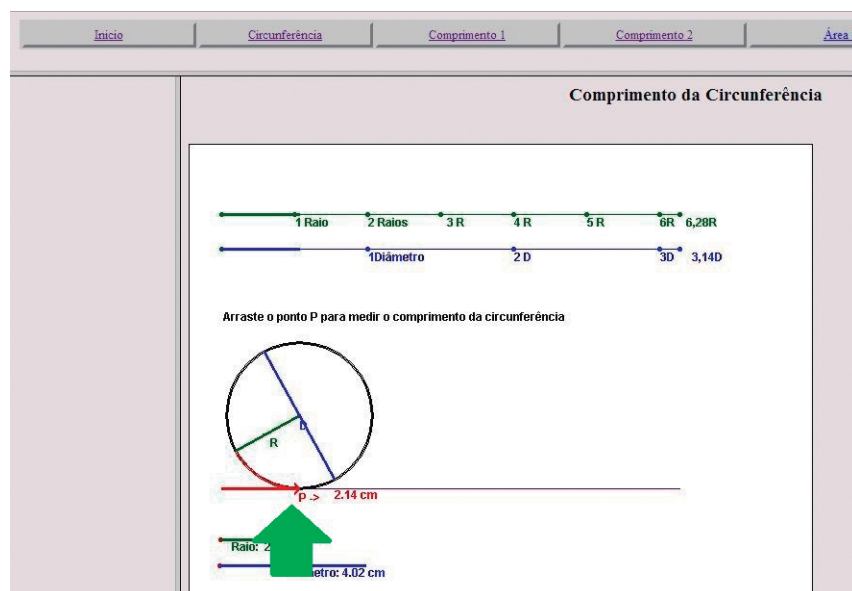 Inicio Circunferência Comprimento 1 Comprimento 2 Área
Comprimento da Circunferência
1 Raio 2 Raios 3 R 4 R 5 R 6R 6,28R
1Diâmetro 2 D 3D 3,14D
Arraste o ponto P para medir o comprimento da circunferência
D
R
P -> 2.14 cm
Raio: 2
4.02 cm